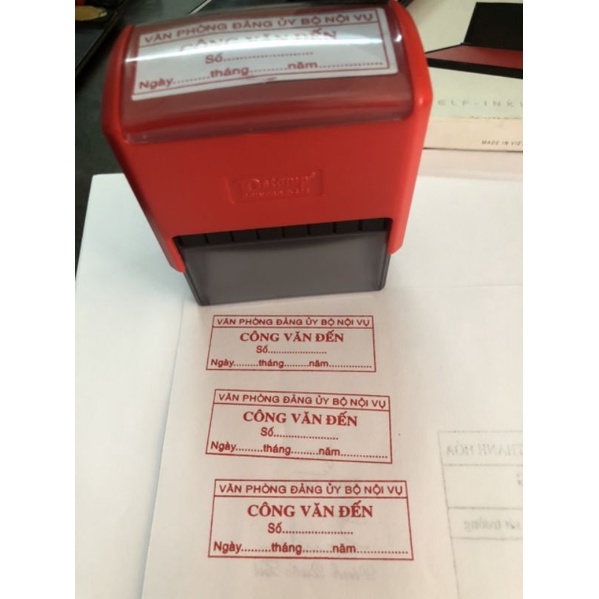 VĂN PHÒNG ĐẢNG ỦY BỘ NỘI VỤ
CÔNG VĂN ĐẾN
Số........................
Ngày.........tháng.........năm................
VĂN PHÒNG ĐẢNG ỦY BỘ NỘI VỤ
CÔNG VĂN ĐẾN
Số......................
Ngày.........tháng.........năm...............
VĂN PHÒNG ĐẢNG ỦY BỘ NỘI VỤ
CÔNG VĂN ĐẾN
Số......................
Ngày.........tháng.........năm................
VĂN PHÒNG ĐẢNG ỦY BỘ NỘI VỤ
CÔNG VĂN ĐẾN
Số......................
Ngày.........tháng.........năm................